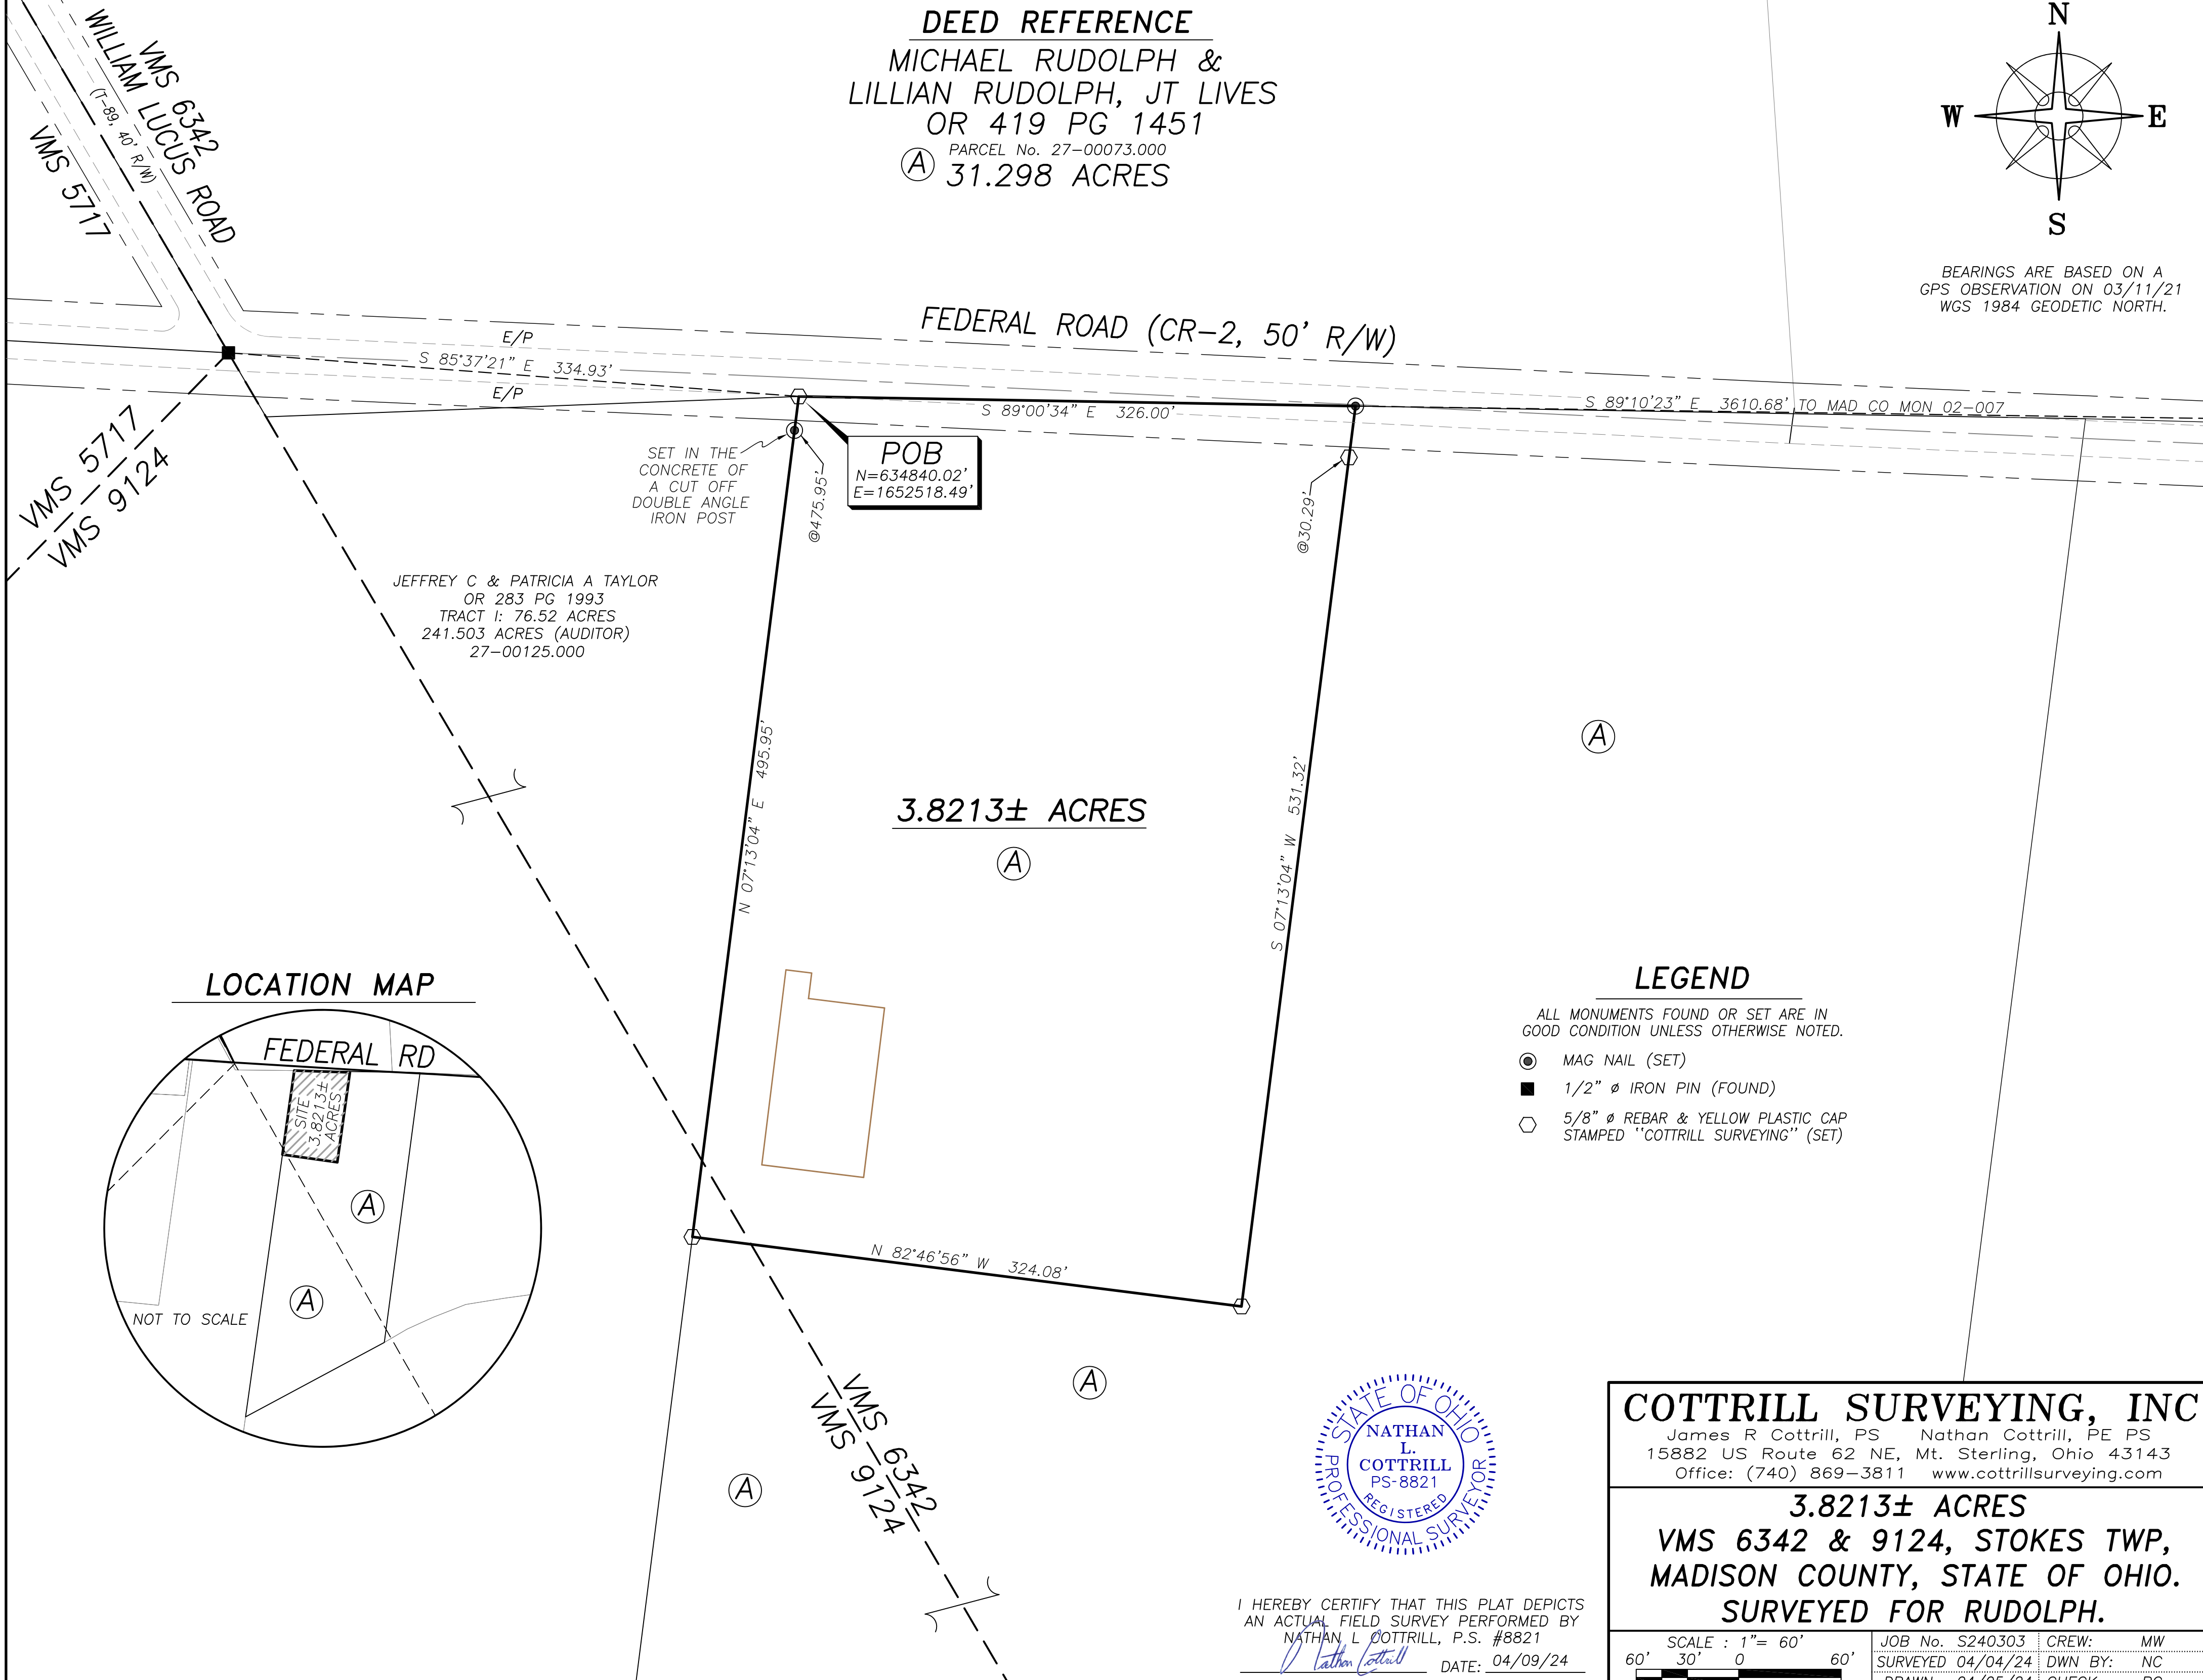 DEED REFERENCE
MICHAEL RUDOLPH &
LILLIAN RUDOLPH, JT LIVES
OR 419 PG 1451
PARCEL No. 27-00073.000
A 31.298 ACRES
N
W E
S
BEARINGS ARE BASED ON A
GPS OBSERVATION ON 03/11/21
WGS 1984 GEODETIC NORTH.
VMS 6342
WILLIAM LUCUS ROAD
(T-89, 40' R/W)
VMS 5717
FEDERAL ROAD (CR-2, 50' R/W)
E/P
S 85°37'21" E 334.93'
E/P
S 89°00'34" E 326.00'
S 89°10'23" E 3610.68' TO MAD CO MON 02-007
VMS 5717
VMS 9124
SET IN THE
CONCRETE OF
A CUT OFF
DOUBLE ANGLE
IRON POST
@475.95'
POB
N=634840.02'
E=1652518.49'
@30.29'
JEFFREY C & PATRICIA A TAYLOR
OR 283 PG 1993
TRACT I: 76.52 ACRES
241.503 ACRES (AUDITOR)
27-00125.000
N 07°13'04" E 495.95'
3.8213± ACRES
A
S 07°13'04" W 531.32'
A
N 82°46'56" W 324.08'
LOCATION MAP
FEDERAL RD
SITE
3.8213±
ACRES
A
A
NOT TO SCALE
LEGEND
ALL MONUMENTS FOUND OR SET ARE IN
GOOD CONDITION UNLESS OTHERWISE NOTED.
MAG NAIL (SET)
1/2" ø IRON PIN (FOUND)
5/8" ø REBAR & YELLOW PLASTIC CAP
STAMPED "COTTRILL SURVEYING" (SET)
A
A
VMS 6342
VMS 9124
STATE OF OHIO
NATHAN
L.
COTTRILL
PS-8821
REGISTERED
PROFESSIONAL SURVEYOR
I HEREBY CERTIFY THAT THIS PLAT DEPICTS
AN ACTUAL FIELD SURVEY PERFORMED BY
NATHAN L COTTRILL, P.S. #8821
Nathan Cottrill
DATE: 04/09/24
COTTRILL SURVEYING, INC
James R Cottrill, PS Nathan Cottrill, PE PS
15882 US Route 62 NE, Mt. Sterling, Ohio 43143
Office: (740) 869-3811 www.cottrillsurveying.com
3.8213± ACRES
VMS 6342 & 9124, STOKES TWP,
MADISON COUNTY, STATE OF OHIO.
SURVEYED FOR RUDOLPH.
SCALE : 1"= 60'
60' 30' 0 60'
JOB No. S240303 CREW: MW
SURVEYED 04/04/24 DWN BY: NC